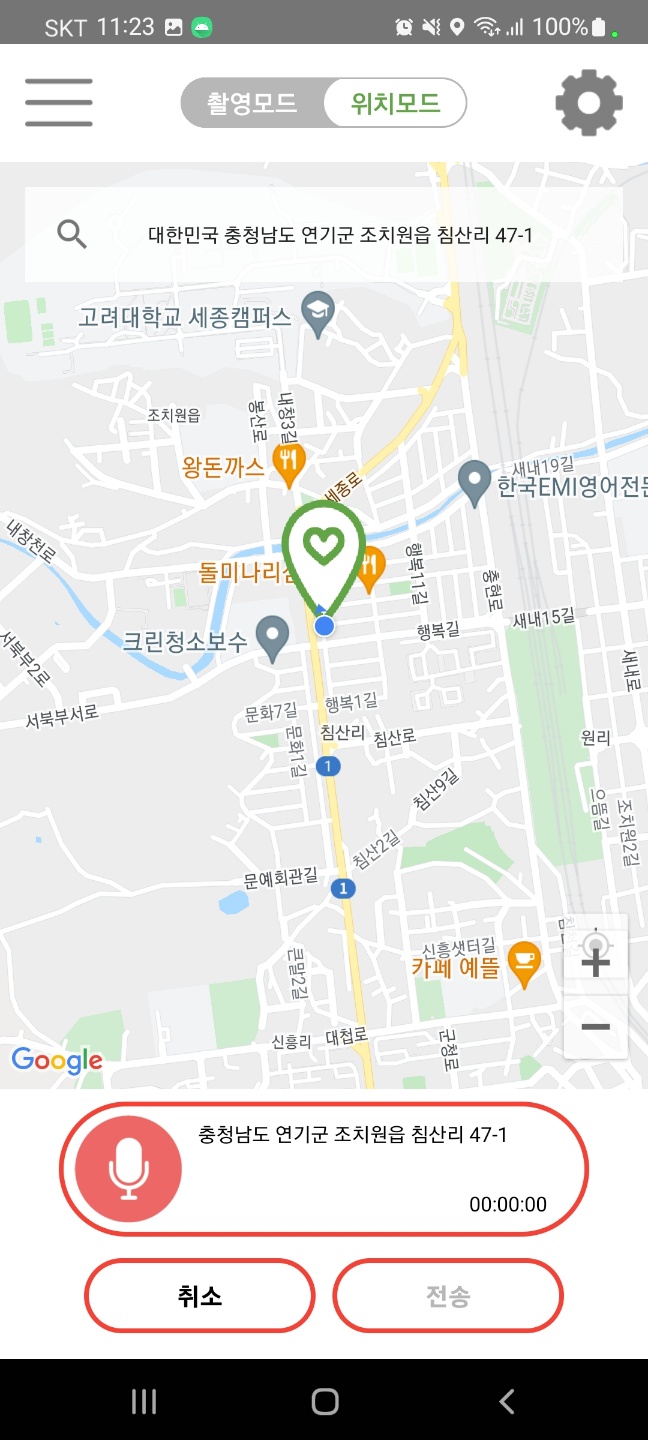 SKT 11:23
100%
촬영모드
위치모드
대한민국 충청남도 연기군 조치원읍 침산리 47-1
고려대학교 세종캠퍼스
조치원읍
봉산로
내창3길
왕돈까스
세종로
새내19길
한국EMI영어전문
내창천로
돌미나리
행복11길
충현로
크린청소보수
행복길
새내15길
서북부2로
새내로
서북부서로
문화7길
행복1길
문화1길
침산리
침산로
원리
1
침산9길
으뜸길
조치원2길
침산2길
문예회관길
1
신흥샛터길
카페 예뜰
큰말2길
신흥리
대첩로
군청로
Google
충청남도 연기군 조치원읍 침산리 47-1
00:00:00
취소
전송